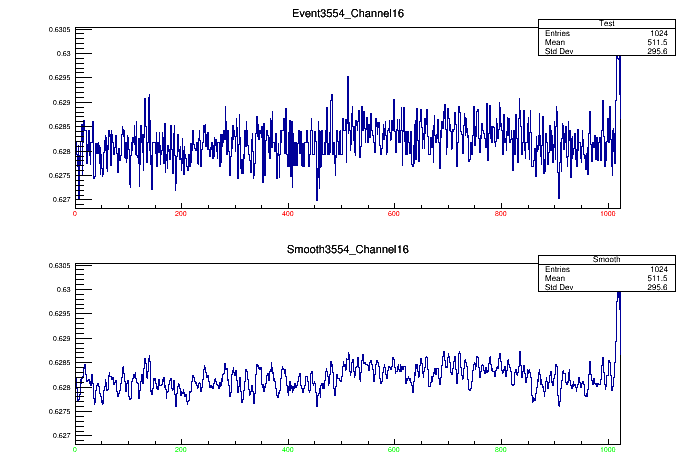 Event3554_Channel16
Test
Entries 1024
Mean 511.5
Std Dev 295.6
0.6305
0.63
0.6295
0.629
0.6285
0.628
0.6275
0.627
0 200 400 600 800 1000
Smooth3554_Channel16
Smooth
Entries 1024
Mean 511.5
Std Dev 295.6
0.6305
0.63
0.6295
0.629
0.6285
0.628
0.6275
0.627
0 200 400 600 800 1000